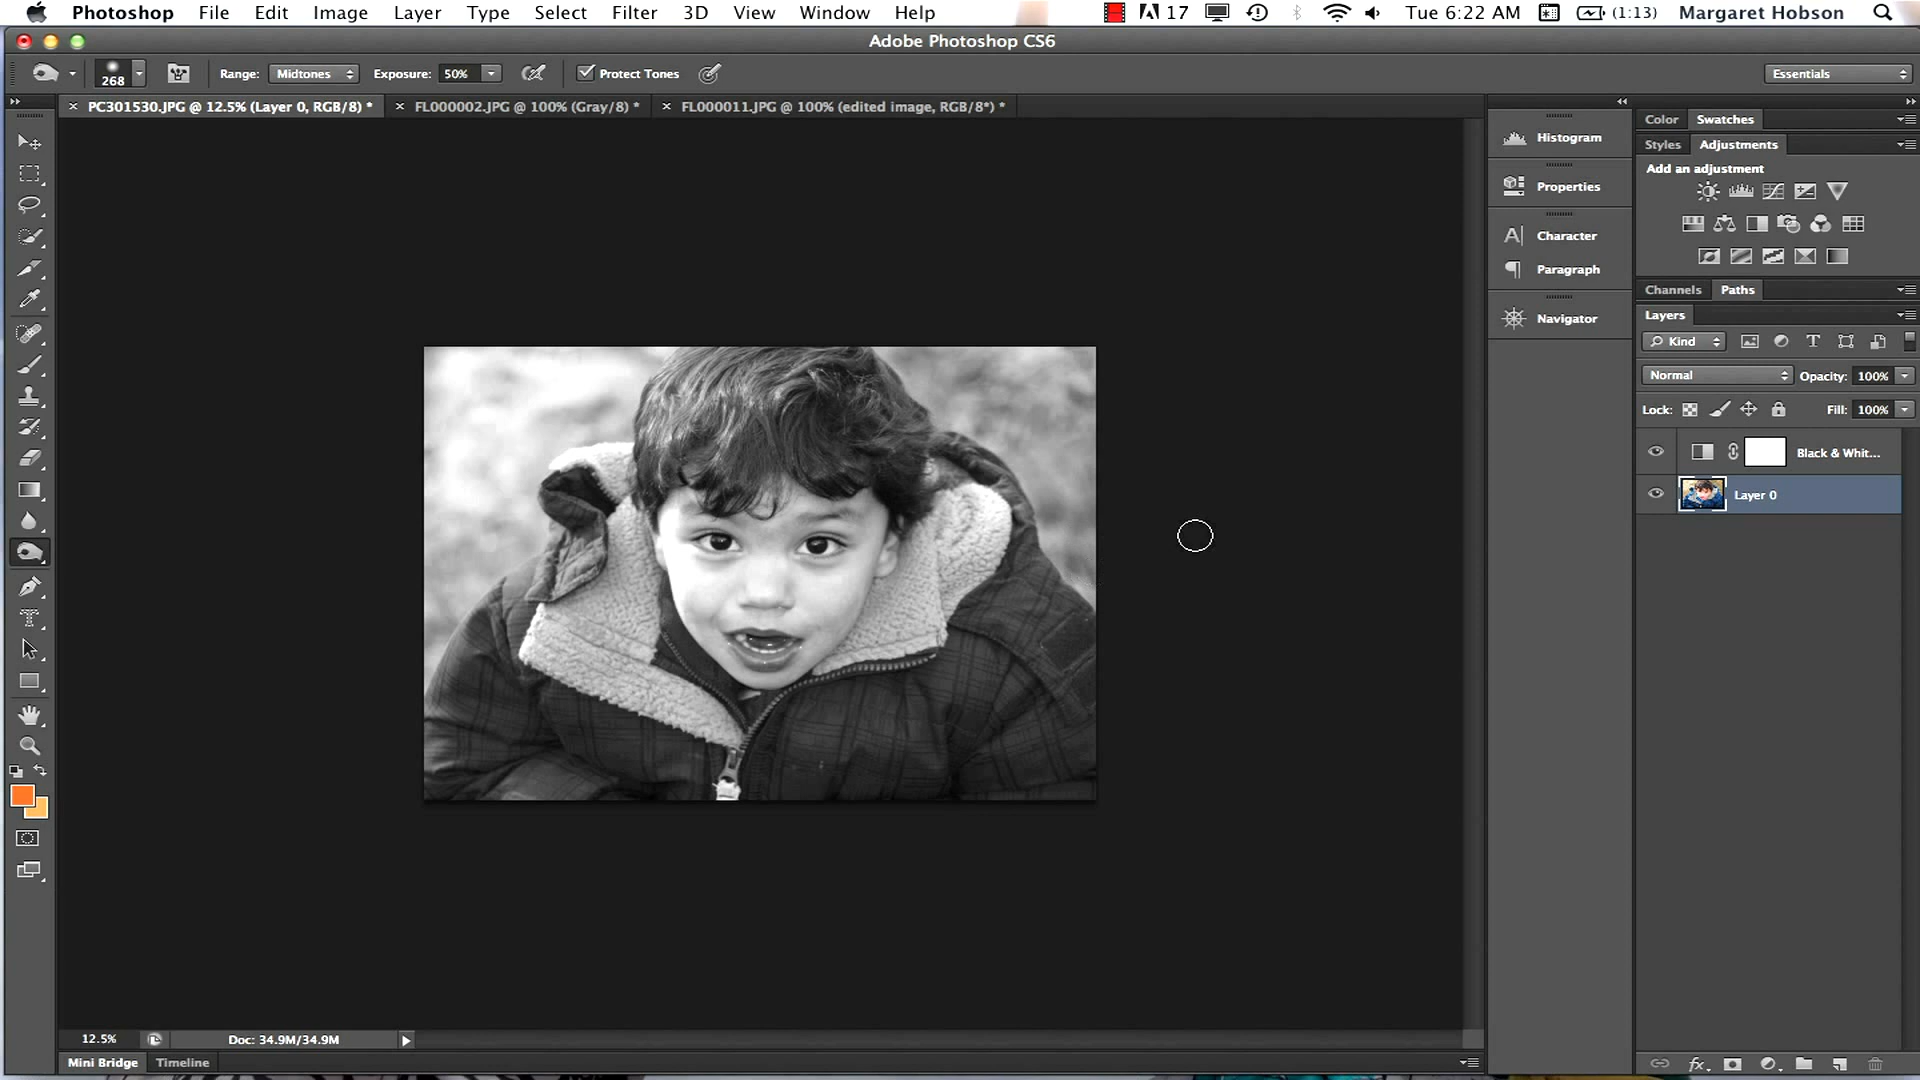 Photoshop File Edit Image Layer Type Select Filter 3D View Window Help 17 Tue 6:22 AM (1:13) Margaret Hobson
Adobe Photoshop CS6
268 Range: Midtones Exposure: 50% Protect Tones Essentials
PC301530.JPG @ 12.5% (Layer 0, RGB/8) * FL000002.JPG @ 100% (Gray/8) * FL000011.JPG @ 100% (edited image, RGB/8*) *
Histogram
Properties
Character
Paragraph
Navigator
Color Swatches
Styles Adjustments
Add an adjustment
Channels Paths
Layers
Kind
Normal Opacity: 100%
Lock: Fill: 100%
Black & Whit...
Layer 0
fx
12.5% Doc: 34.9M/34.9M
Mini Bridge Timeline